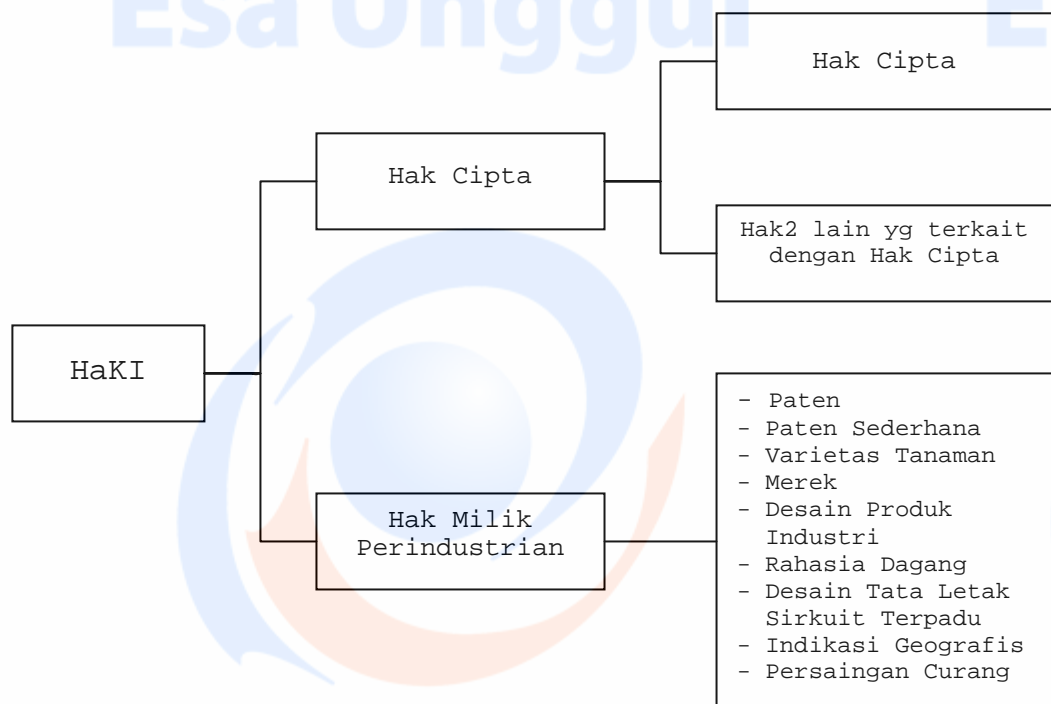 Esa Unggul
Hak Cipta
Hak Cipta
Hak2 lain yg terkait
dengan Hak Cipta
HaKI
Hak Milik
Perindustrian
- Paten
- Paten Sederhana
- Varietas Tanaman
- Merek
- Desain Produk
Industri
- Rahasia Dagang
- Desain Tata Letak
Sirkuit Terpadu
- Indikasi Geografis
- Persaingan Curang